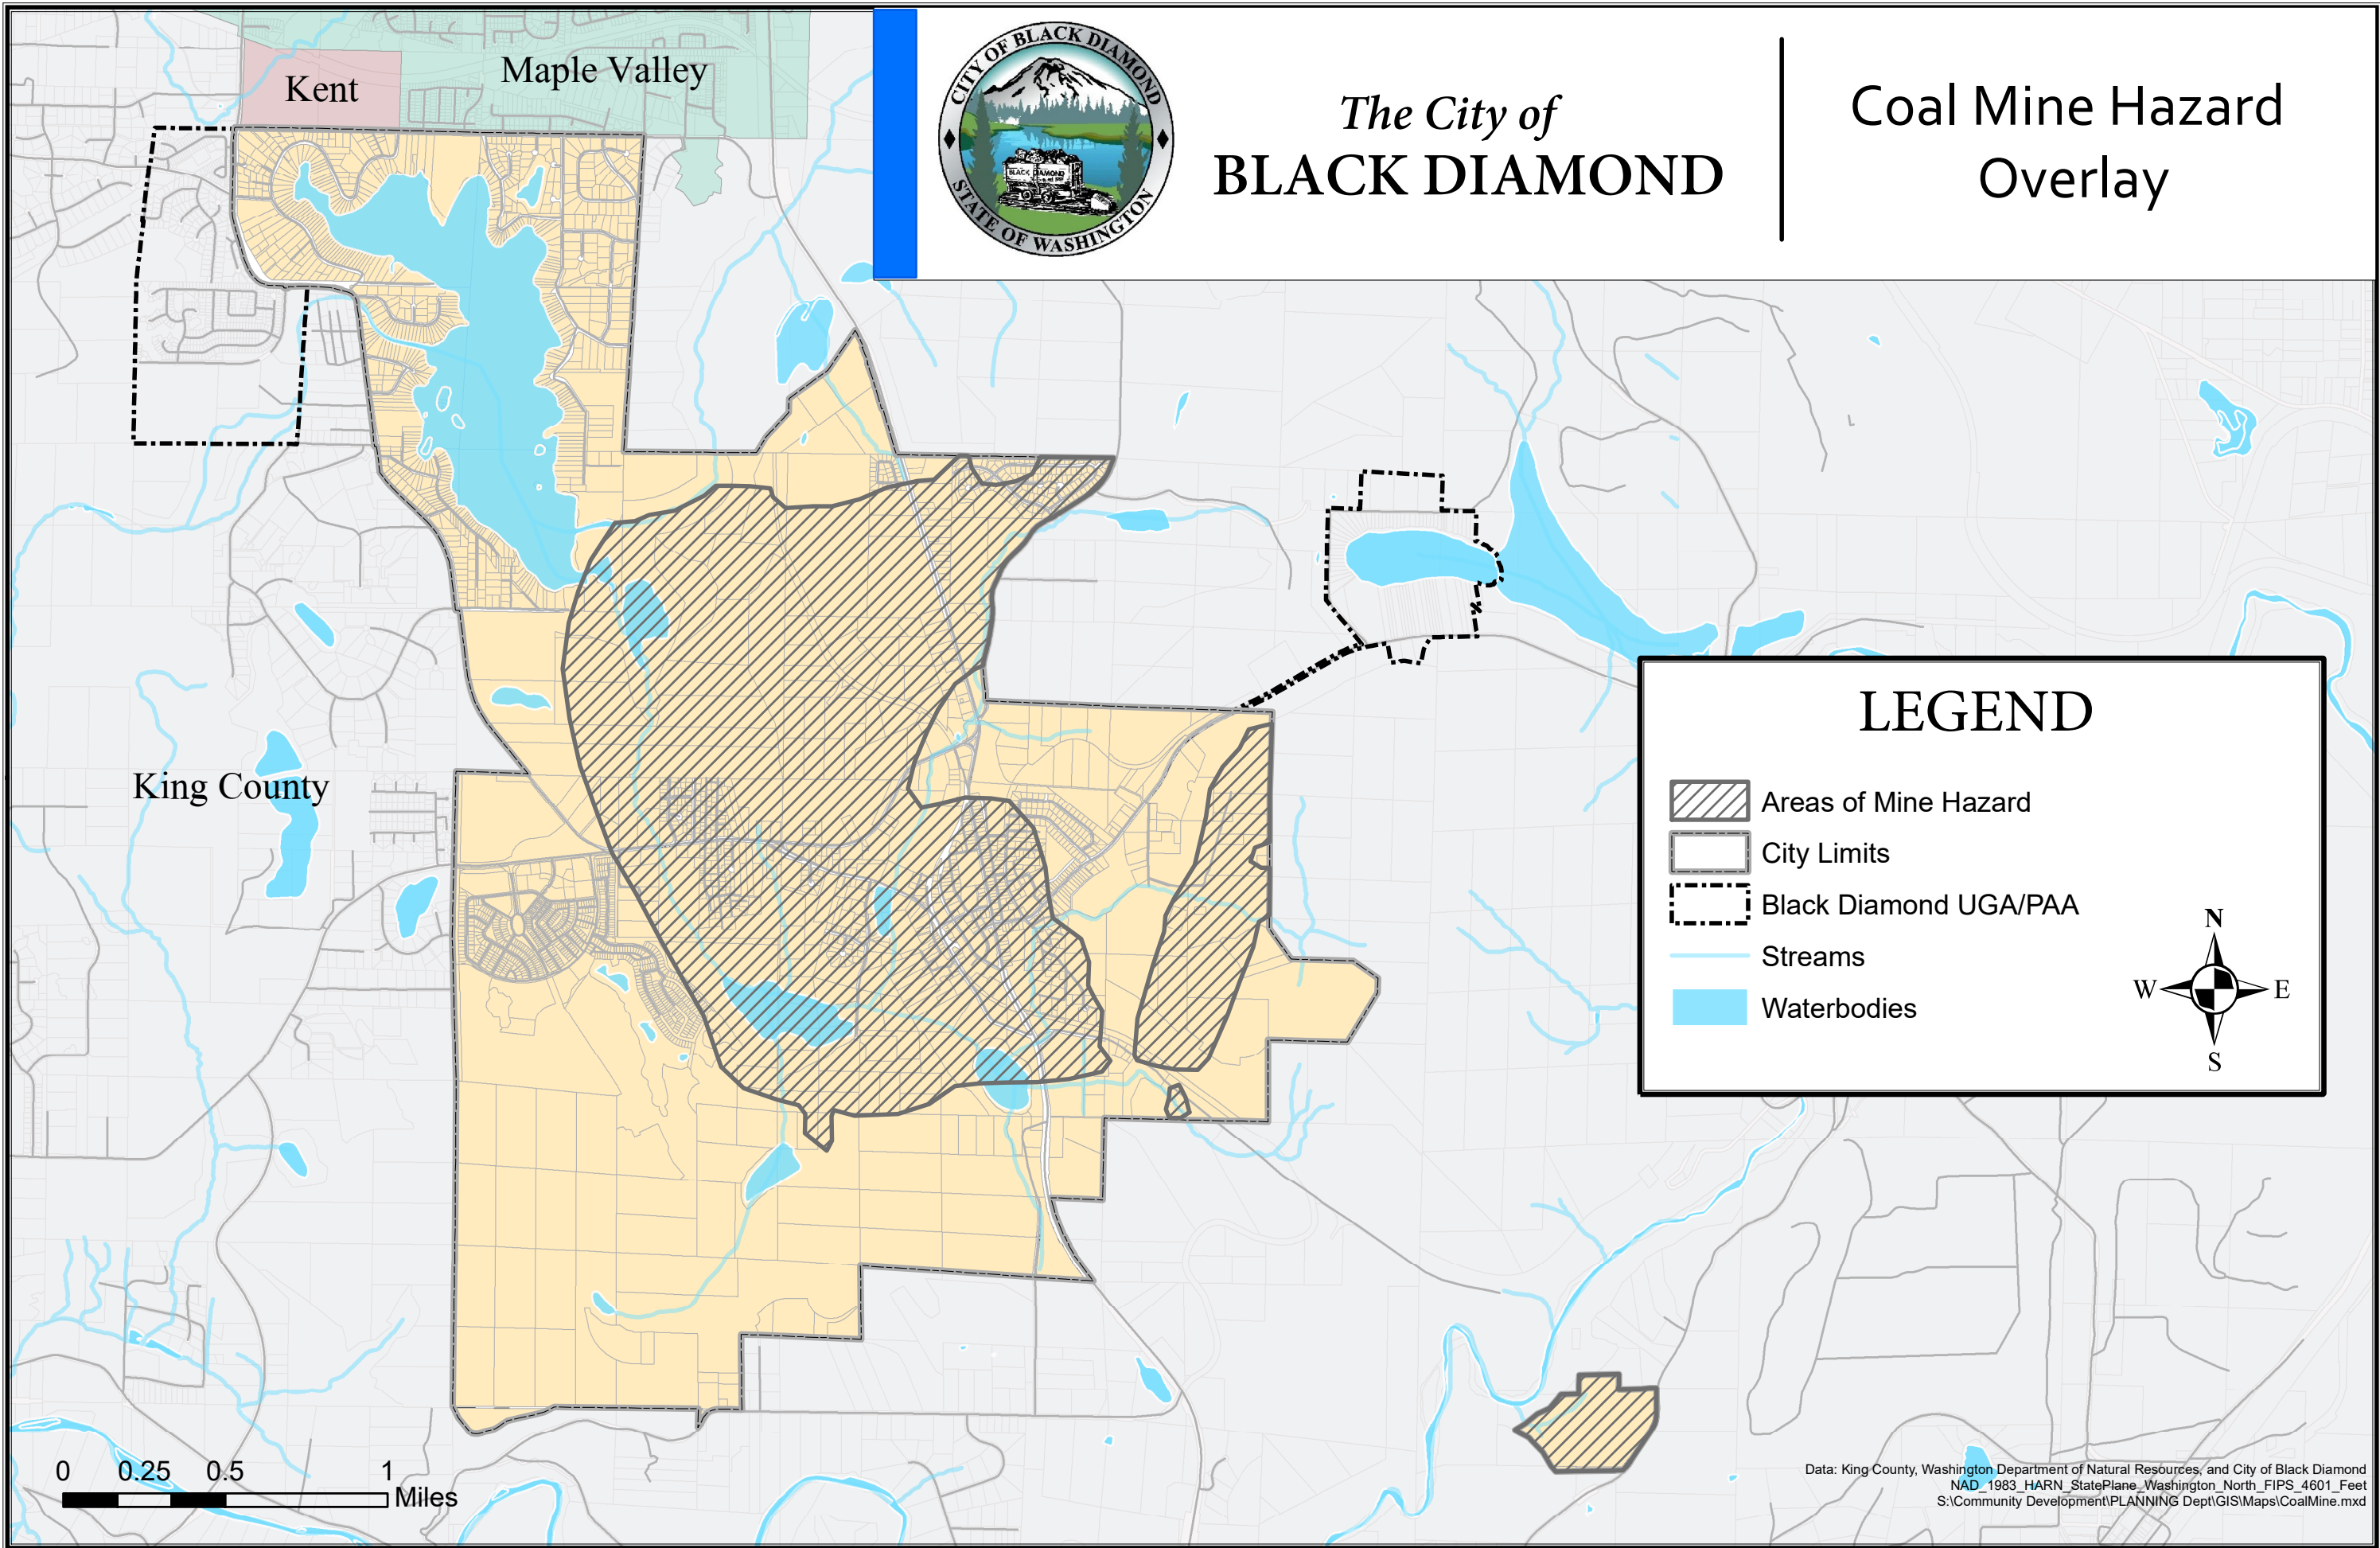 Kent
Maple Valley
CITY OF BLACK DIAMOND
BLACK DIAMOND
STATE OF WASHINGTON
The City of
BLACK DIAMOND
Coal Mine Hazard
Overlay
King County
LEGEND
Areas of Mine Hazard
City Limits
Black Diamond UGA/PAA
Streams
Waterbodies
N
W E
S
0 0.25 0.5 1
Miles
Data: King County, Washington Department of Natural Resources, and City of Black Diamond
NAD_1983_HARN_StatePlane_Washington_North_FIPS_4601_Feet
S:\Community Development\PLANNING Dept\GIS\Maps\CoalMine.mxd